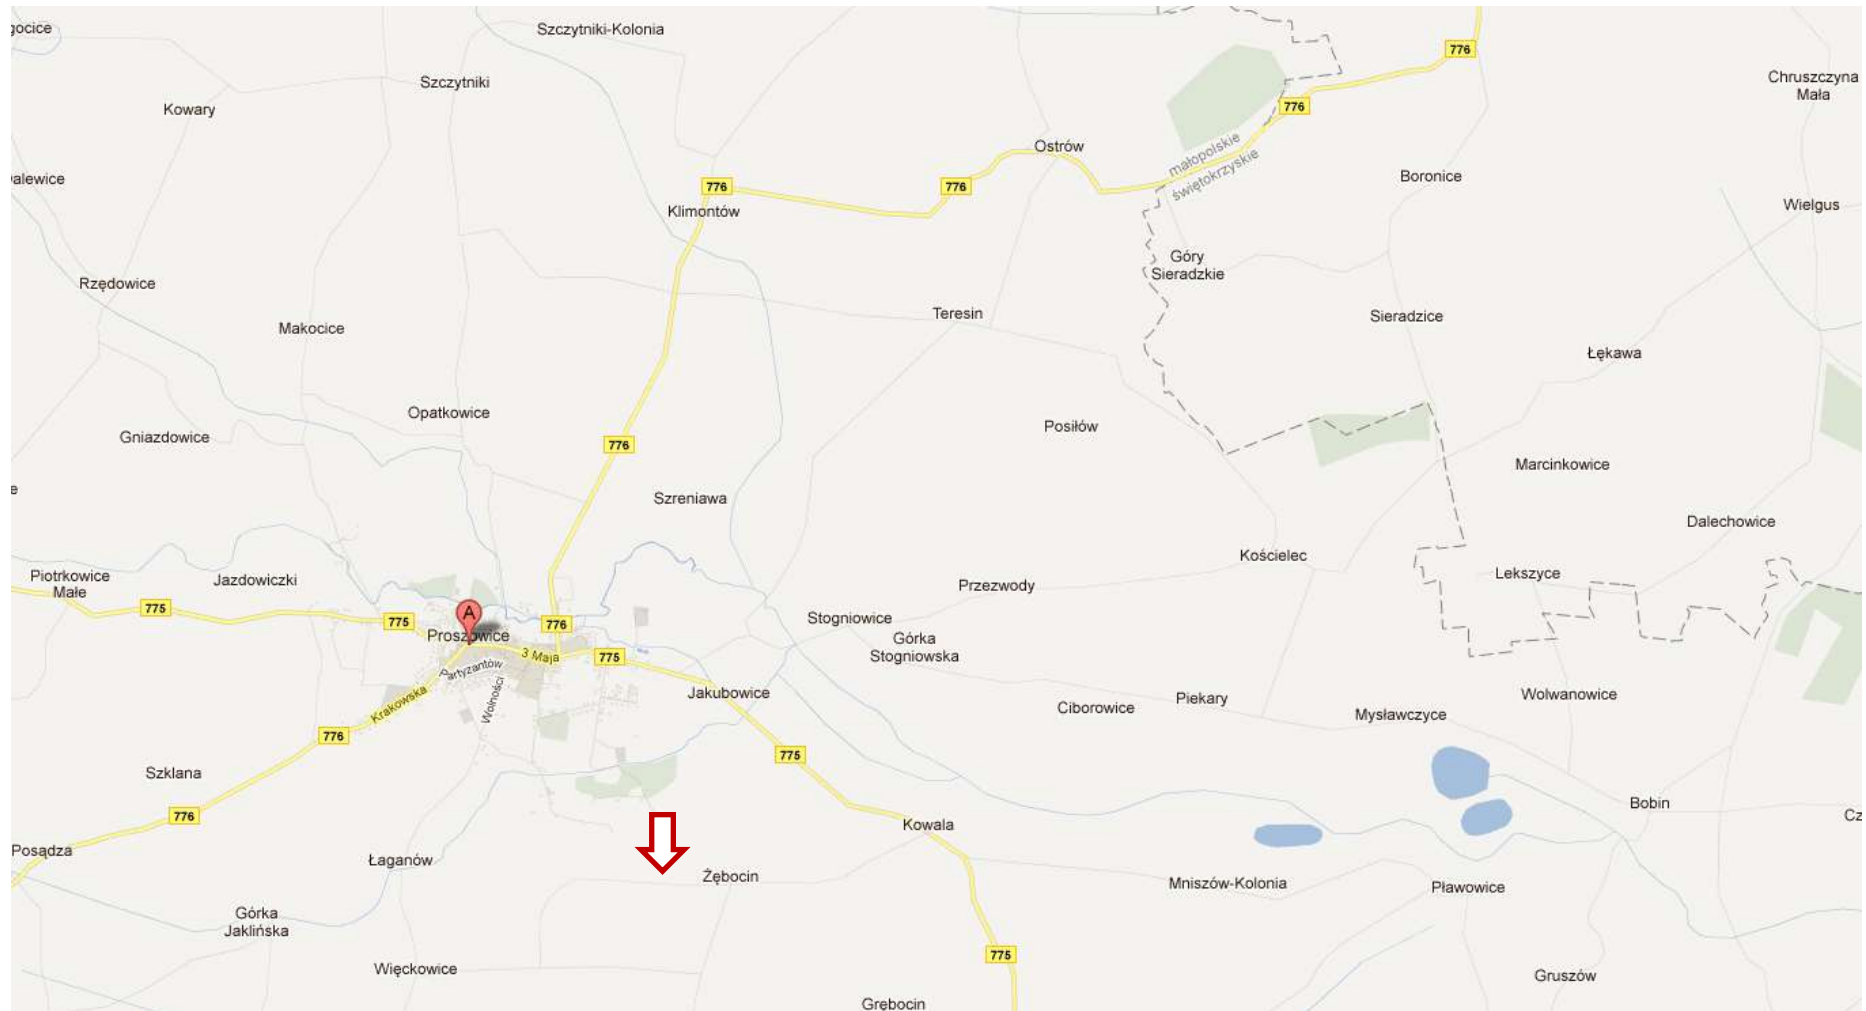 gocice
Szczytniki-Kolonia
776
Szczytniki
Chruszczyna
Mała
Kowary
776
Ostrów
małopolskie
świętokrzyskie
alewice
776
776
Boronice
Klimontów
Wielgus
Góry
Sieradzkie
Rzędowice
Teresin
Sieradzice
Makocice
Łękawa
Opatkowice
Posiłów
Gniazdowice
776
Marcinkowice
e
Szreniawa
Dalechowice
Kościelec
Piotrkowice
Małe
Jazdowiczki
Lekszyce
Przezwody
775
775
A
776
Stogniowice
Proszowice
Górka
Stogniowska
3 Maja
775
Partyzantów
Krakowska
Wolności
Jakubowice
Ciborowice
Piekary
Mysławczyce
Wolwanowice
776
775
Szklana
776
Bobin
Kowala
Cz
Posądza
Łaganów
Żębocin
Mniszów-Kolonia
Pławowice
Górka
Jaklińska
775
Więckowice
Gruszów
Grębocin